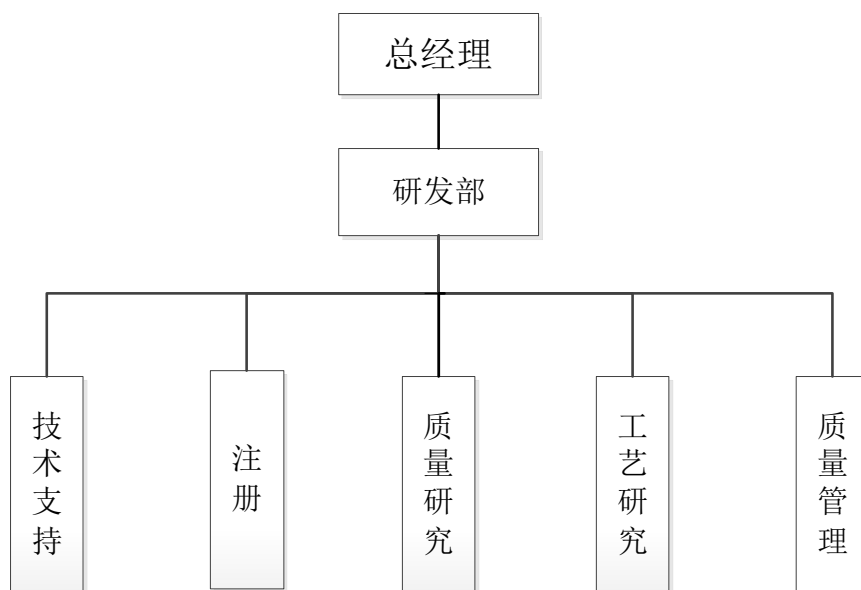 总经理
研发部
技术支持
注册
质量研究
工艺研究
质量管理